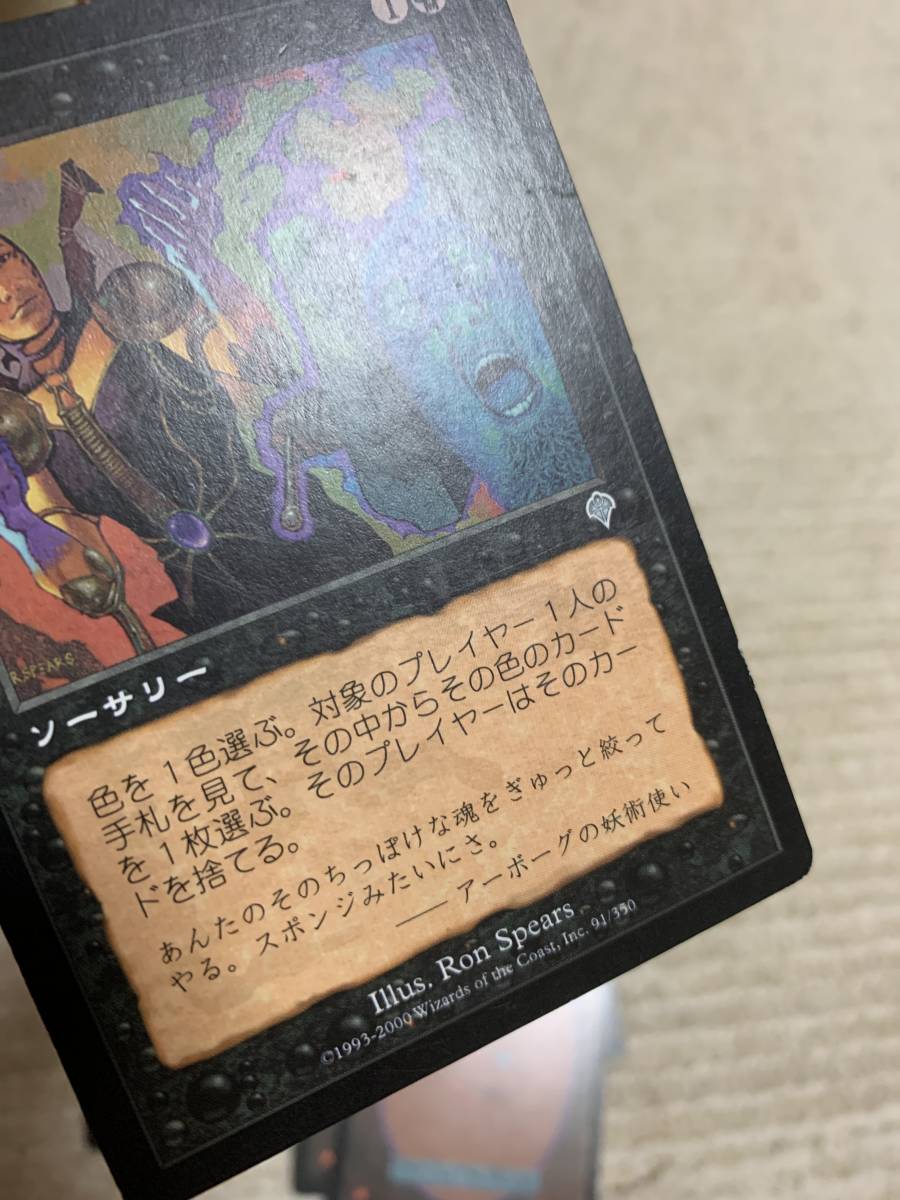 1
R.SPEARS
ソーサリー
色を１色選ぶ。対象のプレイヤー１人の
手札を見て、その中からその色のカード
を１枚選ぶ。そのプレイヤーはそのカー
ドを捨てる。
あんたのそのちっぽけな魂をぎゅっと絞って
やる。スポンジみたいにさ。
―― アーボーグの妖術使い
Illus. Ron Spears
©1993-2000 Wizards of the Coast, Inc. 91/350